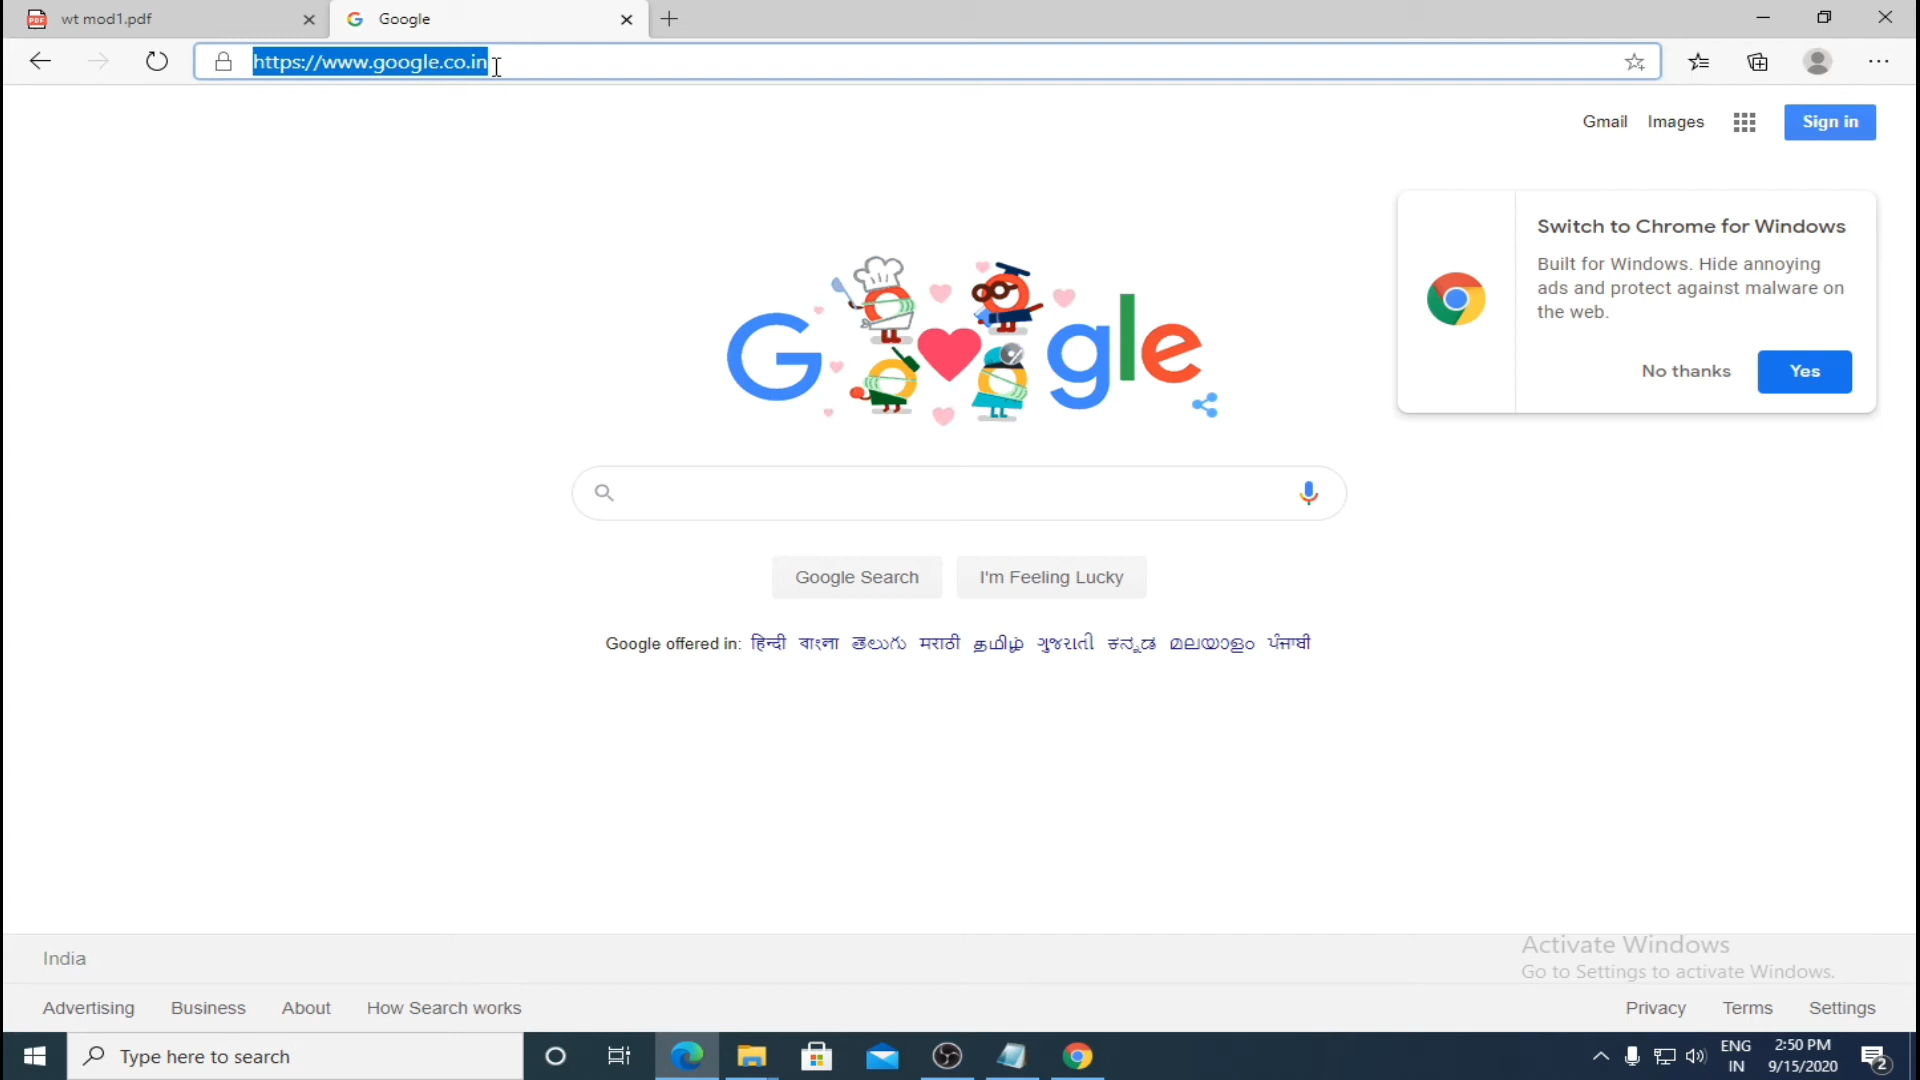 wt mod1.pdf
Google
https://www.google.co.in
Gmail Images Sign in
Switch to Chrome for Windows
Built for Windows. Hide annoying
ads and protect against malware on
the web.
No thanks Yes
Google
Google Search I'm Feeling Lucky
Google offered in: हिन्दी বাংলা తెలుగు मराठी தமிழ் ગુજરાતી ಕನ್ನಡ മലയാളം ਪੰਜਾਬੀ
India
Activate Windows
Go to Settings to activate Windows.
Advertising Business About How Search works Privacy Terms Settings
Type here to search
ENG
IN
2:50 PM
9/15/2020
2